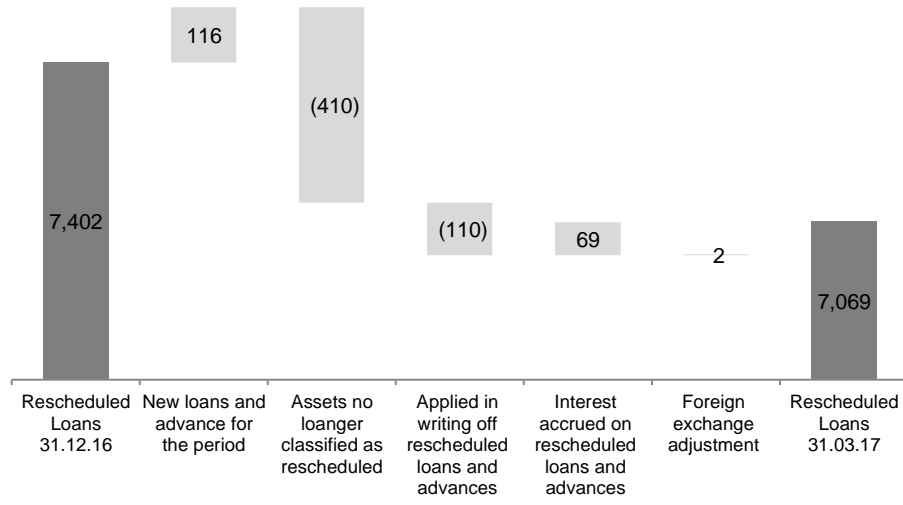 116
(410)
7,402
(110)
69
2
7,069
Rescheduled
Loans
31.12.16
New loans and
advance for
the period
Assets no
loanger
classified as
rescheduled
Applied in
writing off
rescheduled
loans and
advances
Interest
accrued on
rescheduled
loans and
advances
Foreign
exchange
adjustment
Rescheduled
Loans
31.03.17